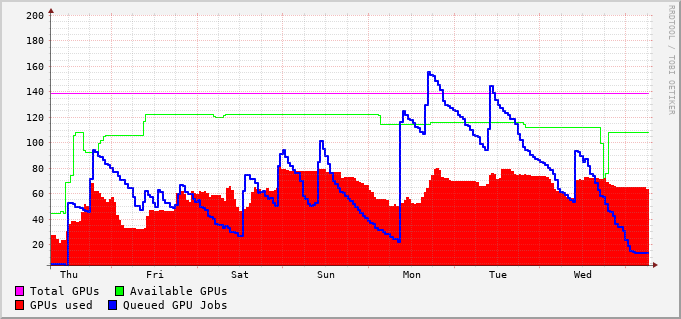 200
180
160
140
120
100
80
60
40
20
Thu Fri Sat Sun Mon Tue Wed
Total GPUs Available GPUs
GPUs used Queued GPU Jobs
RRDTOOL / TOBI OETIKER